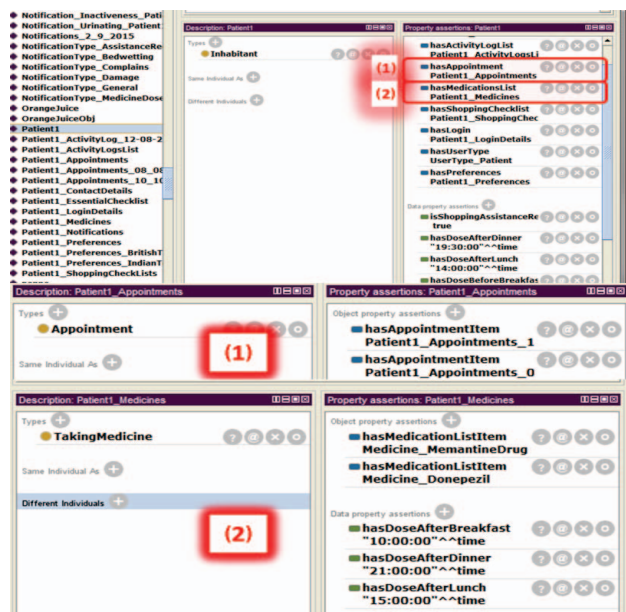 Notification_Inactiveness_Pati
Notification_Urinating_Patient
Notifications_2_9_2015
NotificationType_AssistanceRe
NotificationType_Bedwetting
NotificationType_Complains
NotificationType_Damage
NotificationType_General
NotificationType_MedicineDose
OrangeJuice
OrangeJuiceObj
Patient1
Patient1_ActivityLog_12-08-2
Patient1_ActivityLogsList
Patient1_Appointments
Patient1_Appointments_08_08
Patient1_Appointments_10_10
Patient1_ContactDetails
Patient1_EssentialChecklist
Patient1_LoginDetails
Patient1_Medicines
Patient1_Notifications
Patient1_Preferences
Patient1_Preferences_BritishT
Patient1_Preferences_IndianT
Patient1_ShoppingCheckLists
Description: Patient1
Types
Inhabitant
Same Individual As
Different Individuals
(1)
(2)
Property assertions: Patient1
hasActivityLogList
Patient1_ActivityLogsLi
hasAppointment
Patient1_Appointments
hasMedicationsList
Patient1_Medicines
hasShoppingChecklist
Patient1_ShoppingChec
hasLogin
Patient1_LoginDetails
hasUserType
UserType_Patient
hasPreferences
Patient1_Preferences
Data property assertions
isShoppingAssistanceRe
true
hasDoseAfterDinner
"19:30:00"^^time
hasDoseAfterLunch
"14:00:00"^^time
hasDoseBeforeBreakfas
Description: Patient1_Appointments
Types
Appointment
Same Individual As
(1)
Property assertions: Patient1_Appointments
Object property assertions
hasAppointmentItem
Patient1_Appointments_1
hasAppointmentItem
Patient1_Appointments_0
Description: Patient1_Medicines
Types
TakingMedicine
Same Individual As
Different Individuals
(2)
Property assertions: Patient1_Medicines
Object property assertions
hasMedicationListItem
Medicine_MemantineDrug
hasMedicationListItem
Medicine_Donepezil
Data property assertions
hasDoseAfterBreakfast
"10:00:00"^^time
hasDoseAfterDinner
"21:00:00"^^time
hasDoseAfterLunch
"15:00:00"^^time